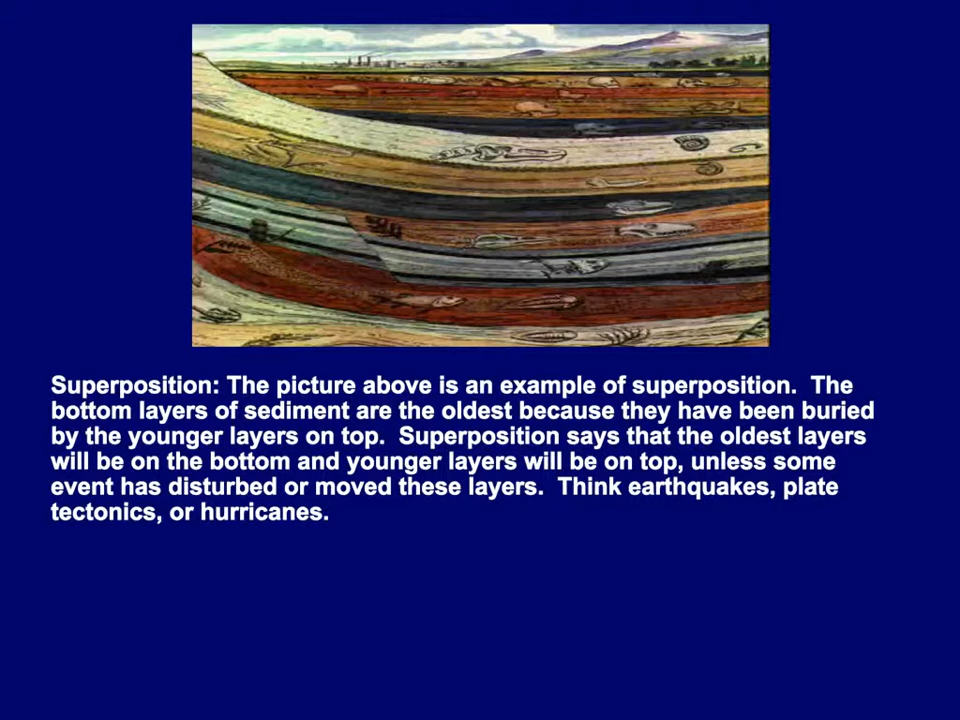 Superposition: The picture above is an example of superposition.  The
bottom layers of sediment are the oldest because they have been buried
by the younger layers on top.  Superposition says that the oldest layers
will be on the bottom and younger layers will be on top, unless some
event has disturbed or moved these layers.  Think earthquakes, plate
tectonics, or hurricanes.